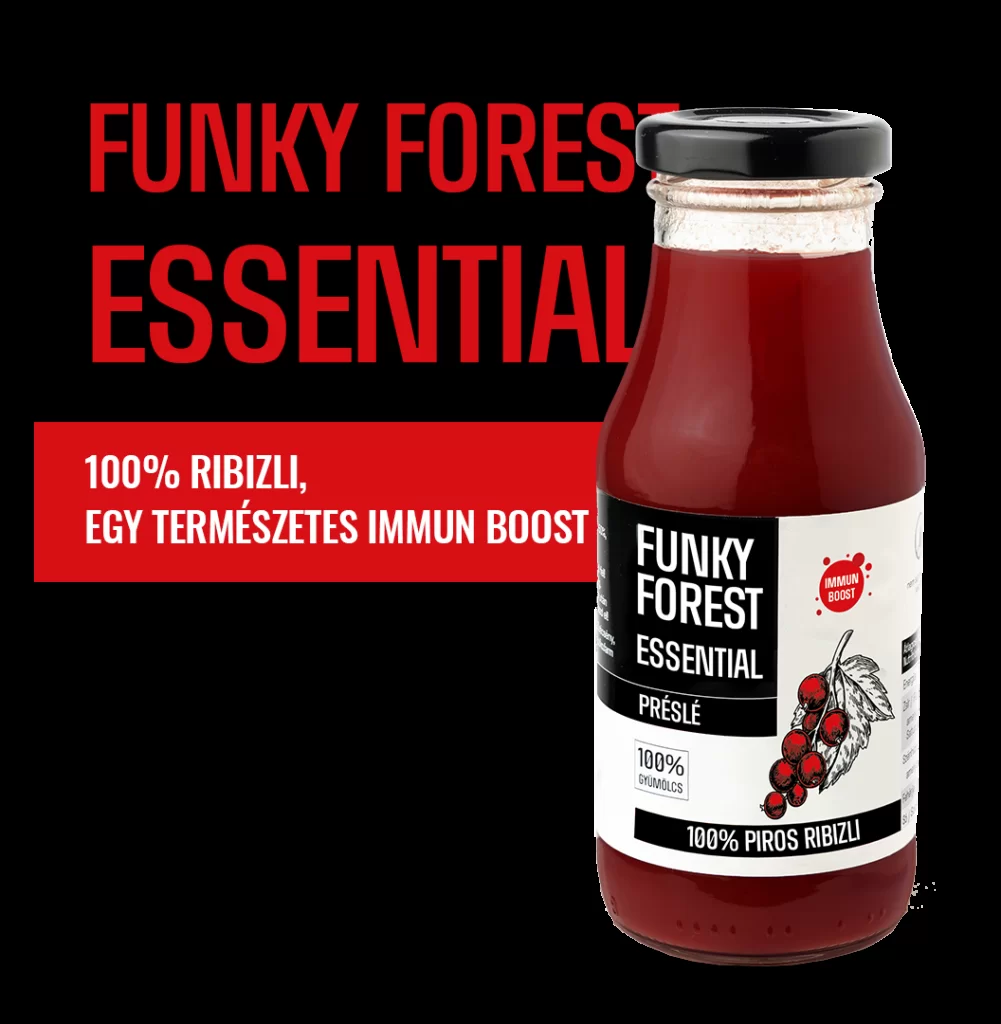 FUNKY FOREST
ESSENTIAL
100% RIBIZLI,
EGY TERMÉSZETES IMMUN BOOST
FUNKY
FOREST
ESSENTIAL
PRÉSLÉ
100%
GYÜMÖLCS
IMMUN
BOOST
100% PIROS RIBIZLI